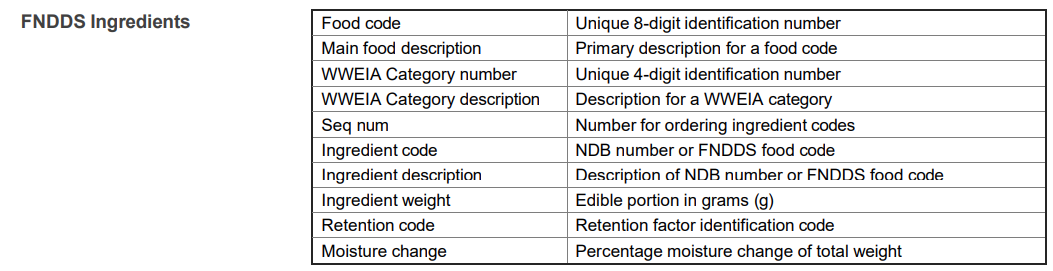 FNDDS Ingredients
Food code Unique 8-digit identification number
Main food description Primary description for a food code
WWEIA Category number Unique 4-digit identification number
WWEIA Category description Description for a WWEIA category
Seq num Number for ordering ingredient codes
Ingredient code NDB number or FNDDS food code
Ingredient description Description of NDB number or FNDDS food code
Ingredient weight Edible portion in grams (g)
Retention code Retention factor identification code
Moisture change Percentage moisture change of total weight